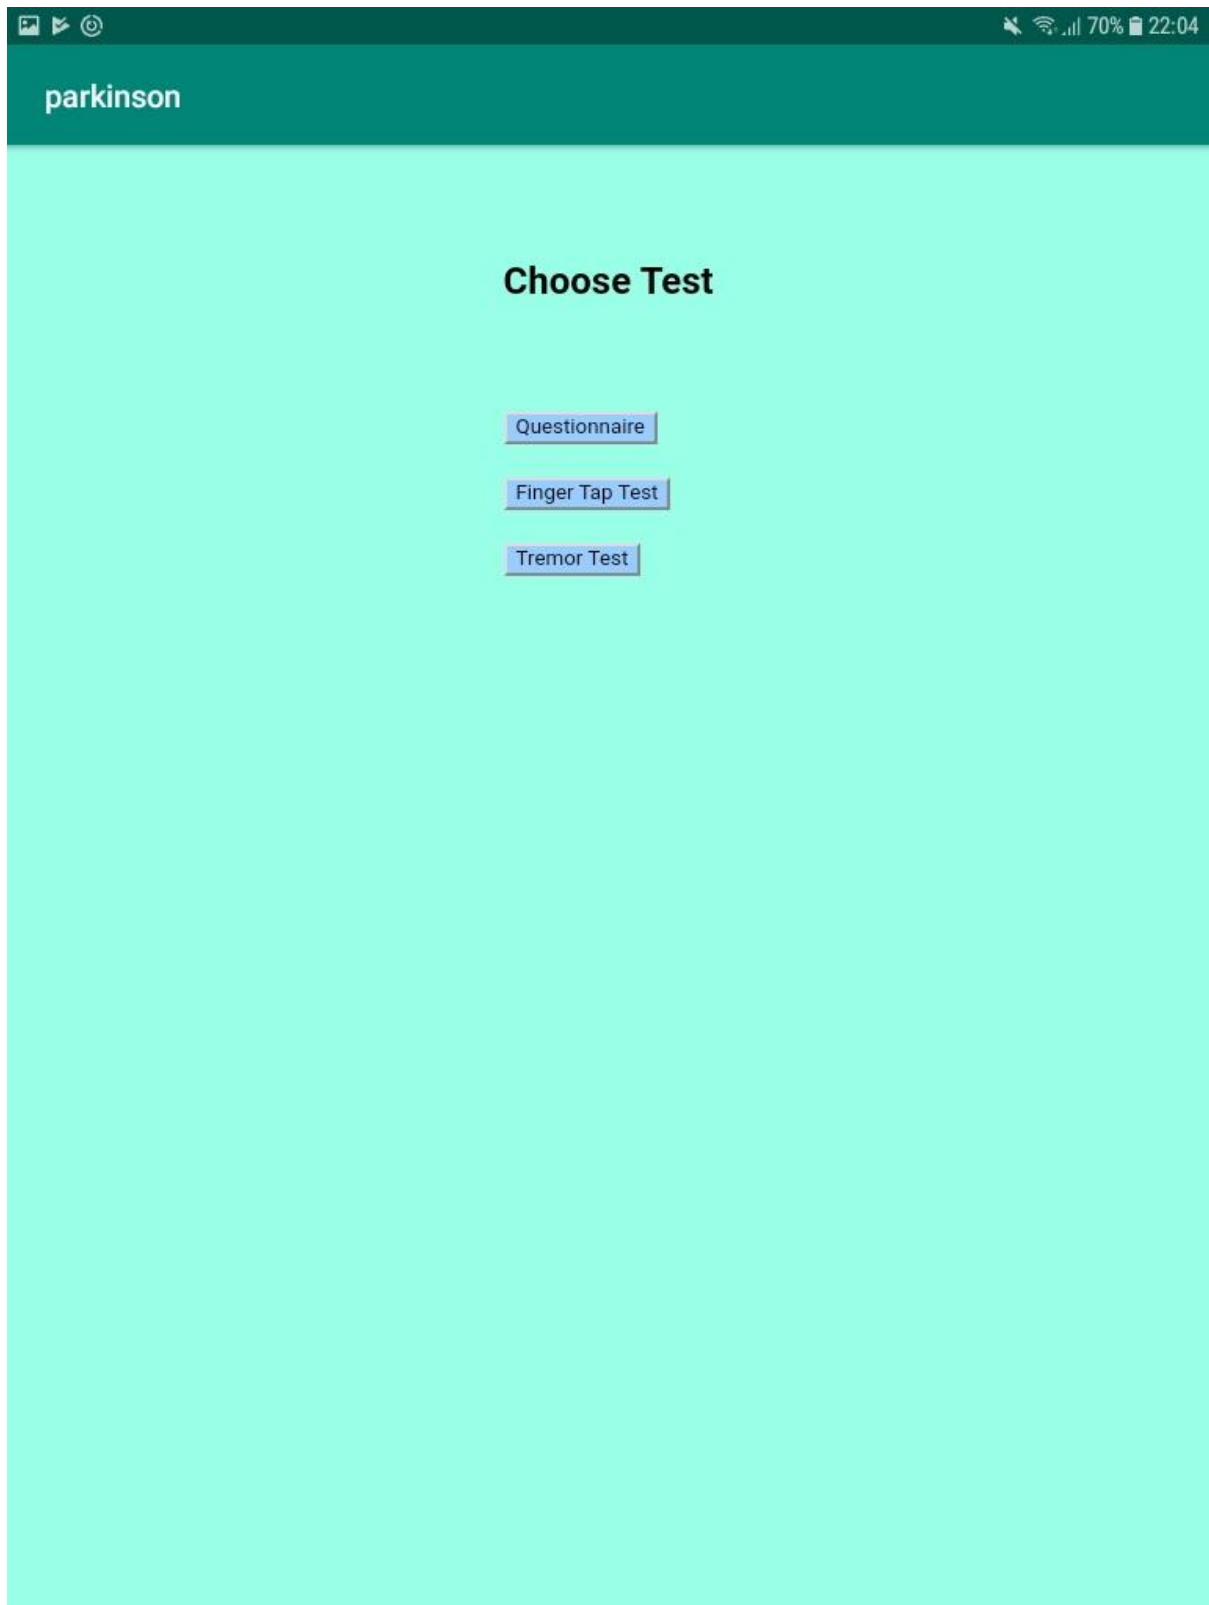 70% 22:04
parkinson
Choose Test
Questionnaire
Finger Tap Test
Tremor Test